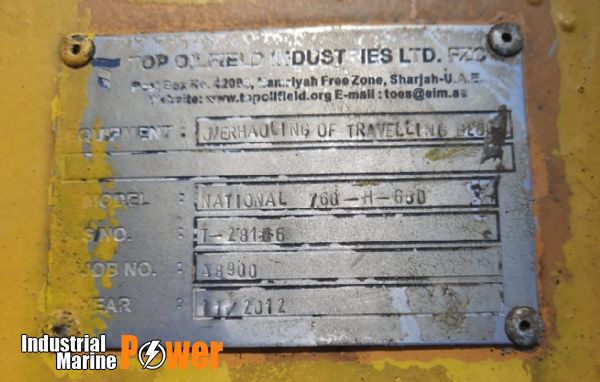 TOP OILFIELD INDUSTRIES LTD. FZC
Post Box No. 42098, Hamriyah Free Zone, Sharjah-U.A.E.
Website: www.topoilfield.org E-mail : toes@eim.ae
EQUIPMENT : OVERHAULING OF TRAVELLING BLOCK
MODEL : NATIONAL 760-H-650
S/NO. : T-28186
JOB NO. : A8900
YEAR : 11/2012
Industrial Marine Power